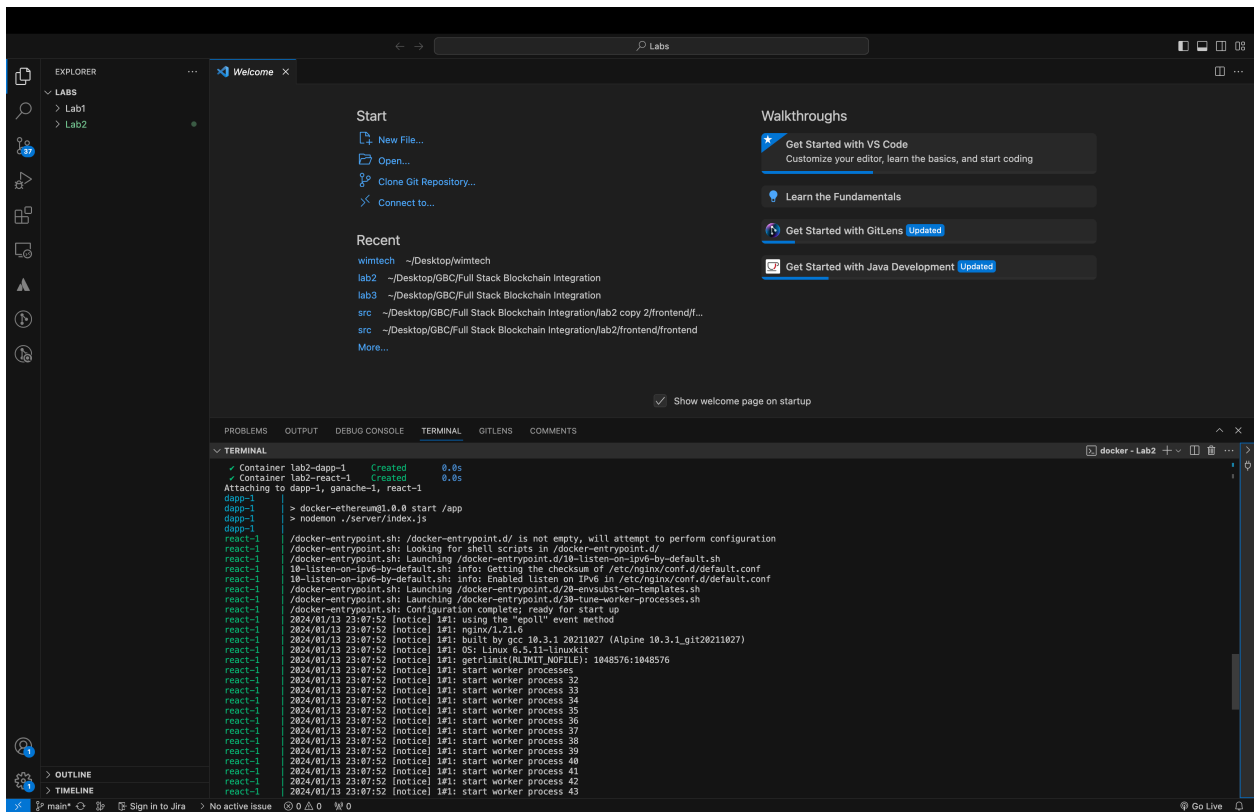 Labs
EXPLORER
LABS
Lab1
Lab2
37
Welcome
Start
New File...
Open...
Clone Git Repository...
Connect to...
Recent
wimtech ~/Desktop/wimtech
lab2 ~/Desktop/GBC/Full Stack Blockchain Integration
lab3 ~/Desktop/GBC/Full Stack Blockchain Integration
src ~/Desktop/GBC/Full Stack Blockchain Integration/lab2 copy 2/frontend/f...
src ~/Desktop/GBC/Full Stack Blockchain Integration/lab2/frontend/frontend
More...
Walkthroughs
Get Started with VS Code
Customize your editor, learn the basics, and start coding
Learn the Fundamentals
Get Started with GitLens Updated
Get Started with Java Development Updated
Show welcome page on startup
PROBLEMS OUTPUT DEBUG CONSOLE TERMINAL GITLENS COMMENTS
TERMINAL
docker - Lab2
✔ Container lab2-dapp-1 Created 0.0s
✔ Container lab2-react-1 Created 0.0s
Attaching to dapp-1, ganache-1, react-1
dapp-1 |
dapp-1 | > docker-ethereum@1.0.0 start /app
dapp-1 | > nodemon ./server/index.js
dapp-1 |
react-1 | /docker-entrypoint.sh: /docker-entrypoint.d/ is not empty, will attempt to perform configuration
react-1 | /docker-entrypoint.sh: Looking for shell scripts in /docker-entrypoint.d/
react-1 | /docker-entrypoint.sh: Launching /docker-entrypoint.d/10-listen-on-ipv6-by-default.sh
react-1 | 10-listen-on-ipv6-by-default.sh: info: Getting the checksum of /etc/nginx/conf.d/default.conf
react-1 | 10-listen-on-ipv6-by-default.sh: info: Enabled listen on IPv6 in /etc/nginx/conf.d/default.conf
react-1 | /docker-entrypoint.sh: Launching /docker-entrypoint.d/20-envsubst-on-templates.sh
react-1 | /docker-entrypoint.sh: Launching /docker-entrypoint.d/30-tune-worker-processes.sh
react-1 | /docker-entrypoint.sh: Configuration complete; ready for start up
react-1 | 2024/01/13 23:07:52 [notice] 1#1: using the "epoll" event method
react-1 | 2024/01/13 23:07:52 [notice] 1#1: nginx/1.21.6
react-1 | 2024/01/13 23:07:52 [notice] 1#1: built by gcc 10.3.1 20211027 (Alpine 10.3.1_git20211027)
react-1 | 2024/01/13 23:07:52 [notice] 1#1: OS: Linux 6.5.11-linuxkit
react-1 | 2024/01/13 23:07:52 [notice] 1#1: getrlimit(RLIMIT_NOFILE): 1048576:1048576
react-1 | 2024/01/13 23:07:52 [notice] 1#1: start worker processes
react-1 | 2024/01/13 23:07:52 [notice] 1#1: start worker process 32
react-1 | 2024/01/13 23:07:52 [notice] 1#1: start worker process 33
react-1 | 2024/01/13 23:07:52 [notice] 1#1: start worker process 34
react-1 | 2024/01/13 23:07:52 [notice] 1#1: start worker process 35
react-1 | 2024/01/13 23:07:52 [notice] 1#1: start worker process 36
react-1 | 2024/01/13 23:07:52 [notice] 1#1: start worker process 37
react-1 | 2024/01/13 23:07:52 [notice] 1#1: start worker process 38
react-1 | 2024/01/13 23:07:52 [notice] 1#1: start worker process 39
react-1 | 2024/01/13 23:07:52 [notice] 1#1: start worker process 40
react-1 | 2024/01/13 23:07:52 [notice] 1#1: start worker process 41
react-1 | 2024/01/13 23:07:52 [notice] 1#1: start worker process 42
react-1 | 2024/01/13 23:07:52 [notice] 1#1: start worker process 43
1
1
OUTLINE
TIMELINE
main* Sign in to Jira No active issue 0 0 0 Go Live